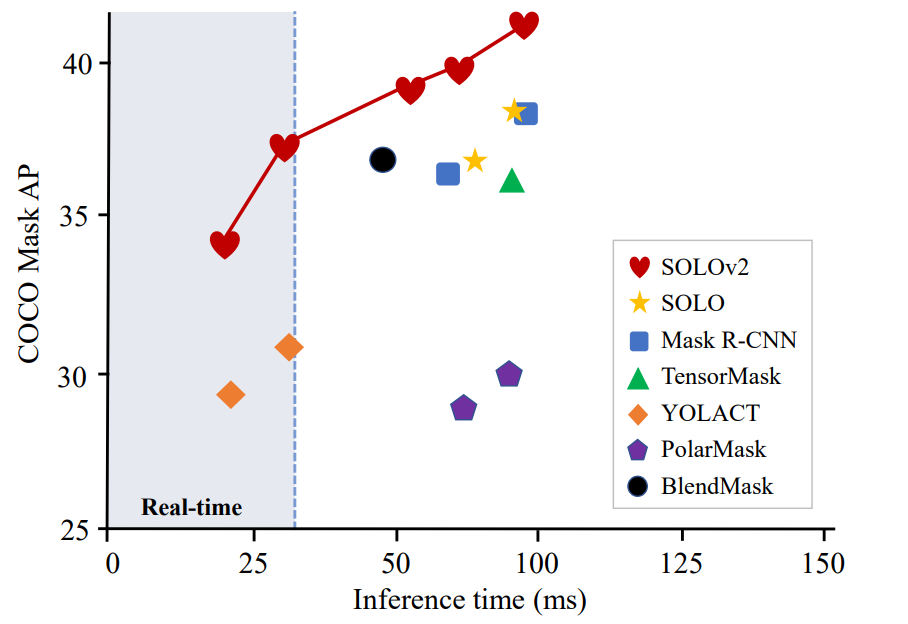 40
35
30
25
COCO Mask AP
Real-time
SOLOv2
SOLO
Mask R-CNN
TensorMask
YOLACT
PolarMask
BlendMask
0 25 50 100 125 150
Inference time (ms)